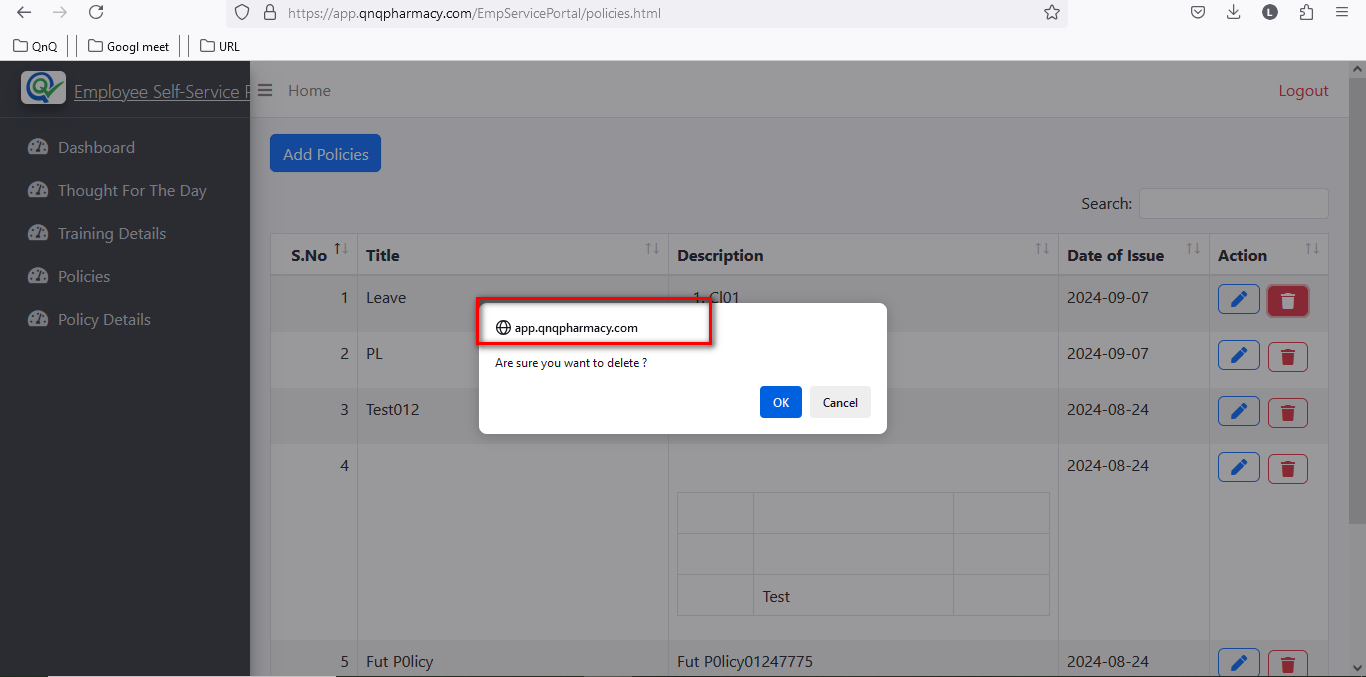 https://app.qnqpharmacy.com/EmpServicePortal/policies.html
L
QnQ Googl meet URL
Employee Self-Service P
Home
Logout
Dashboard
Thought For The Day
Training Details
Policies
Policy Details
Add Policies
Search:
S.No Title Description Date of Issue Action
1 Leave 1. Cl01 2024-09-07
2 PL 2024-09-07
3 Test012 2024-08-24
4 2024-08-24
Test
5 Fut P0licy Fut P0licy01247775 2024-08-24
app.qnqpharmacy.com
Are sure you want to delete ?
OK Cancel